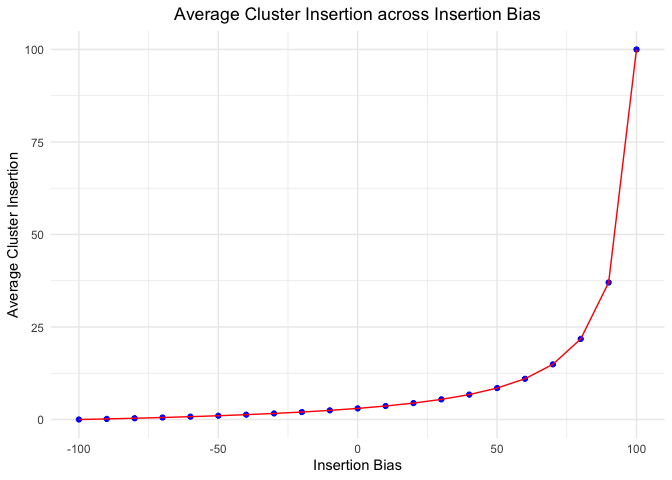 Average Cluster Insertion across Insertion Bias
Average Cluster Insertion
100
75
50
25
0
-100 -50 0 50 100
Insertion Bias